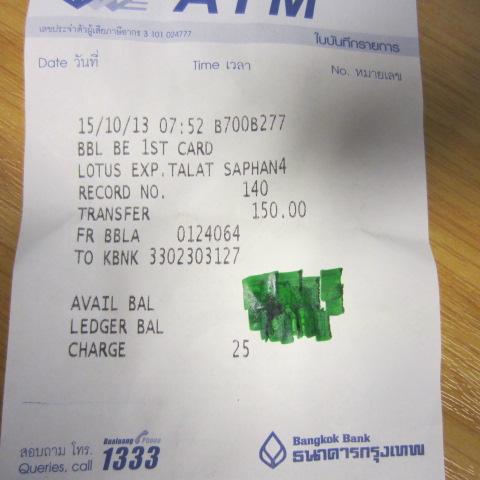 ATM
เลขประจำตัวผู้เสียภาษีอากร 3 101 024777
ใบบันทึกรายการ
Date วันที่ Time เวลา No. หมายเลข
15/10/13 07:52 B700B277
BBL BE 1ST CARD
LOTUS EXP.TALAT SAPHAN4
RECORD NO. 140
TRANSFER 150.00
FR BBLA 0124064
TO KBNK 3302303127
AVAIL BAL
LEDGER BAL
CHARGE 25
สอบถาม โทร. Bualuang Phone
Queries, call 1333
Bangkok Bank
ธนาคารกรุงเทพ